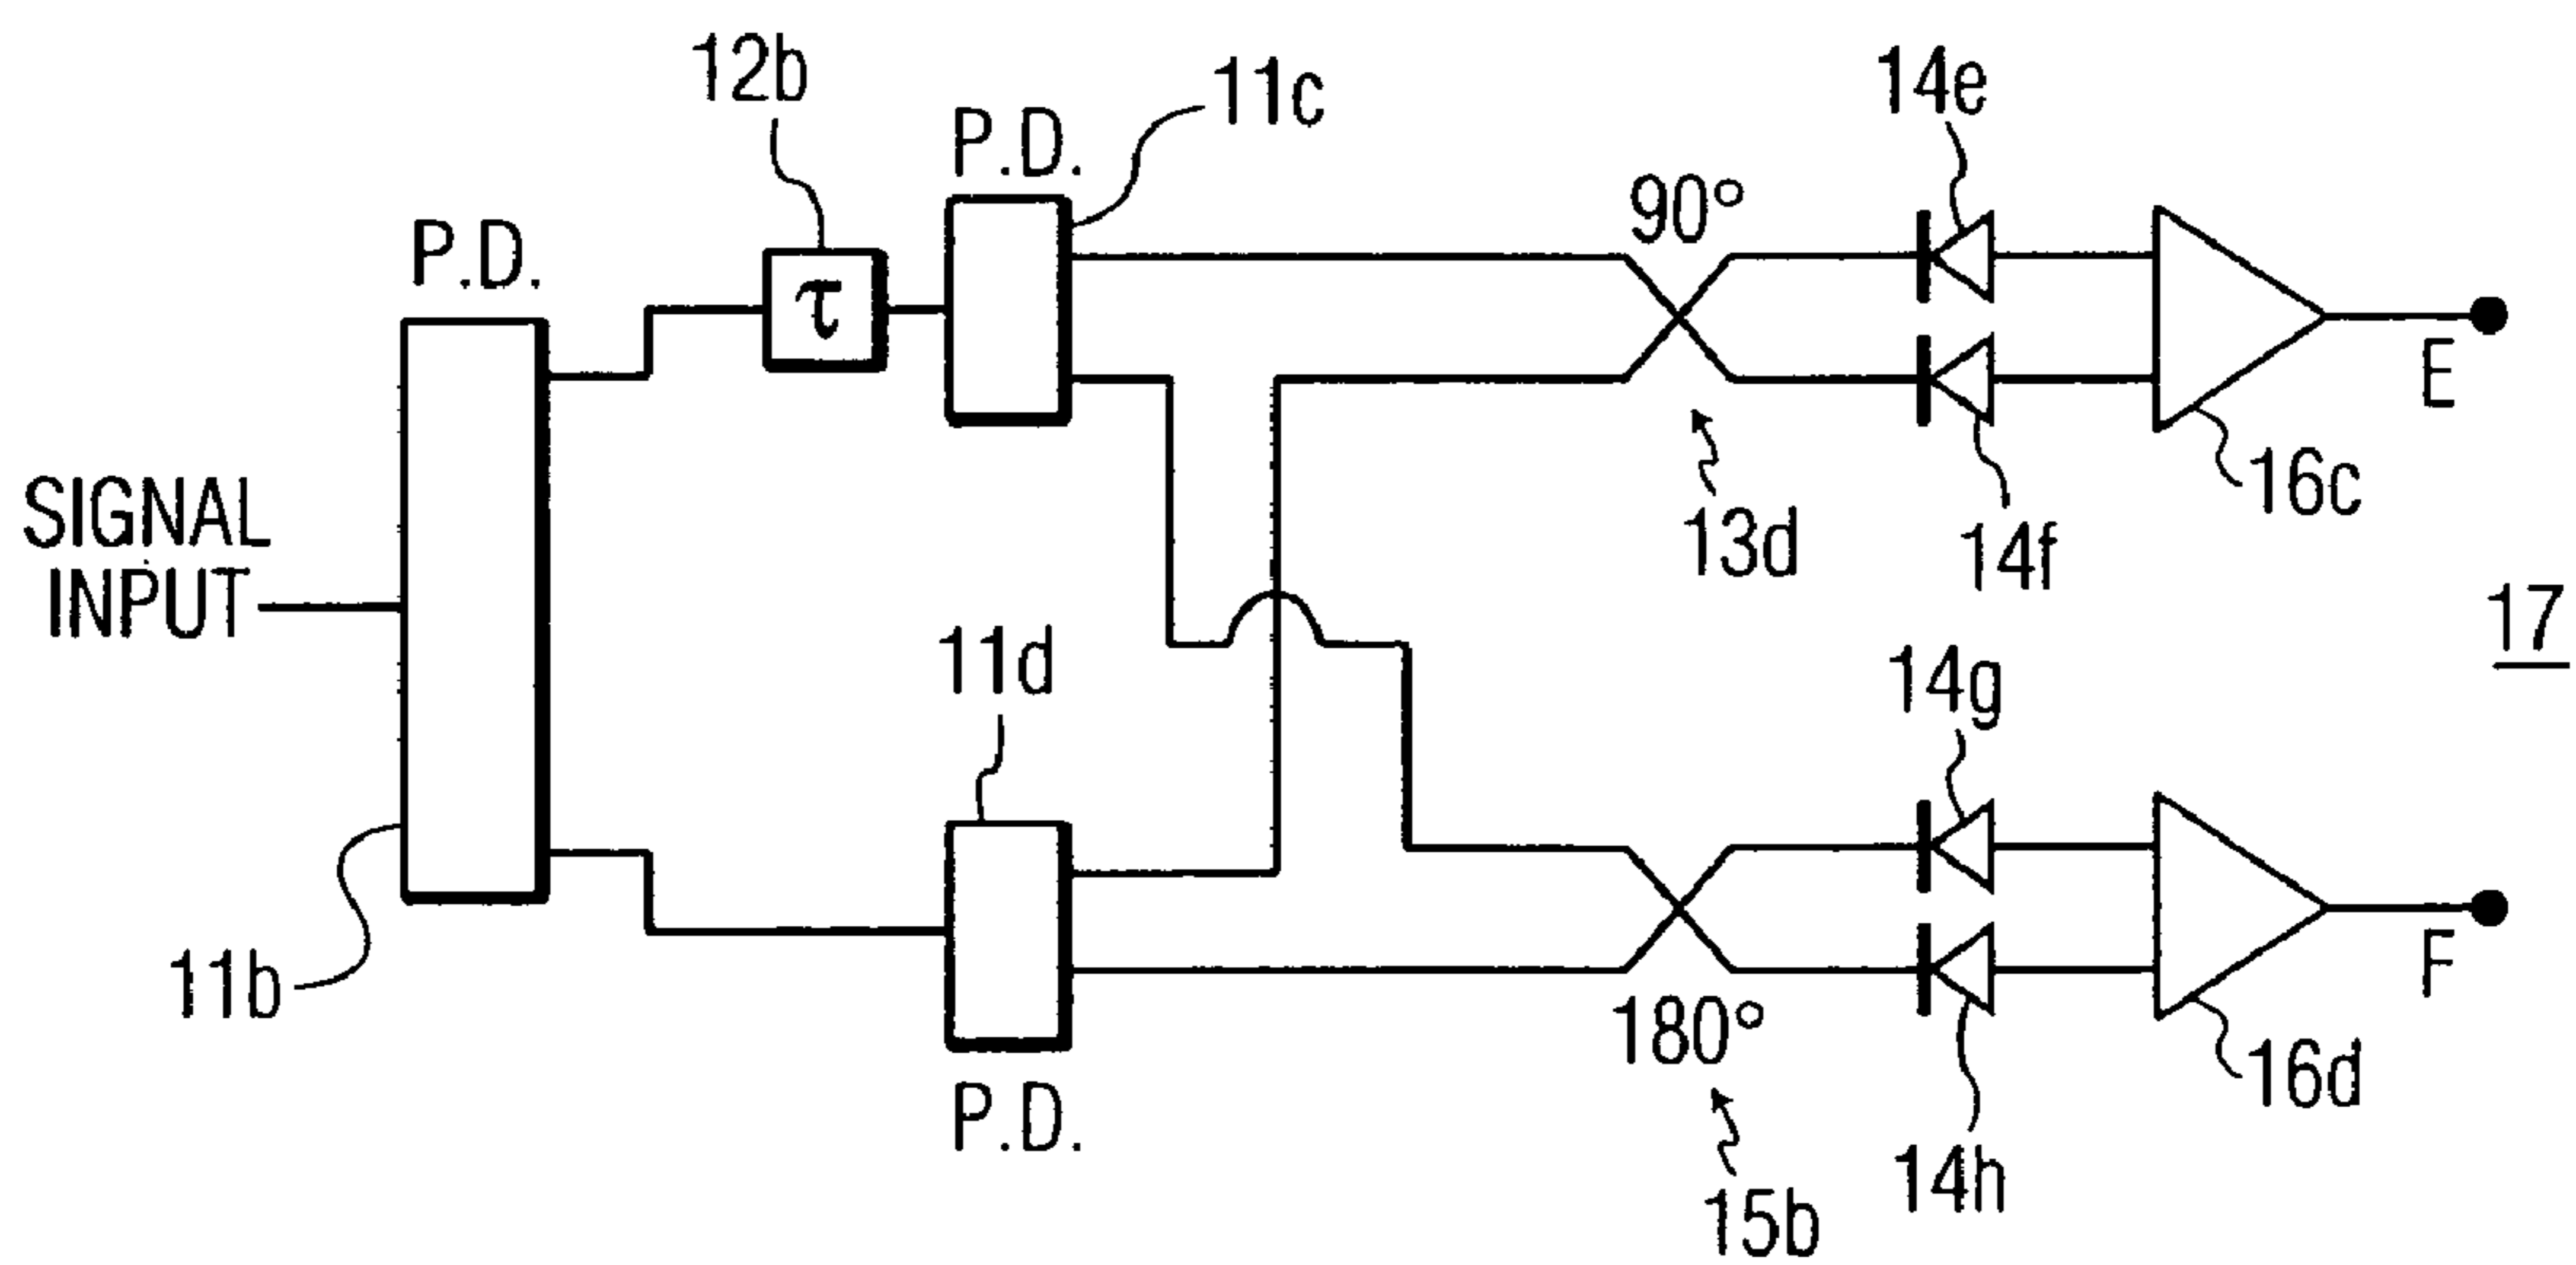 12b
11c
14e
P.D.
P.D.
90°
τ
E
16c
SIGNAL
INPUT
13d
14f
17
11d
14g
11b
180°
F
16d
P.D.
14h
15b